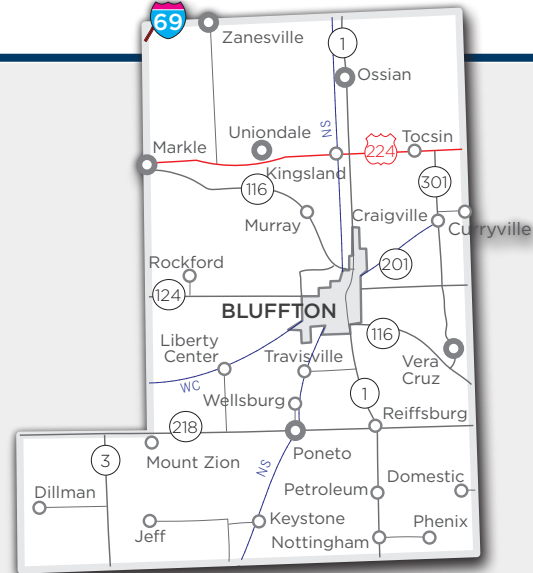 69
Zanesville
1
Ossian
NS
Uniondale
Tocsin
Markle
224
Kingsland
301
116
Murray
Craigville
Curryville
Rockford
201
124
BLUFFTON
116
Liberty
Center
Travisville
Vera
Cruz
WC
Wellsburg
1
Reiffsburg
218
Poneto
3
Mount Zion
NS
Domestic
Dillman
Petroleum
Keystone
Phenix
Jeff
Nottingham